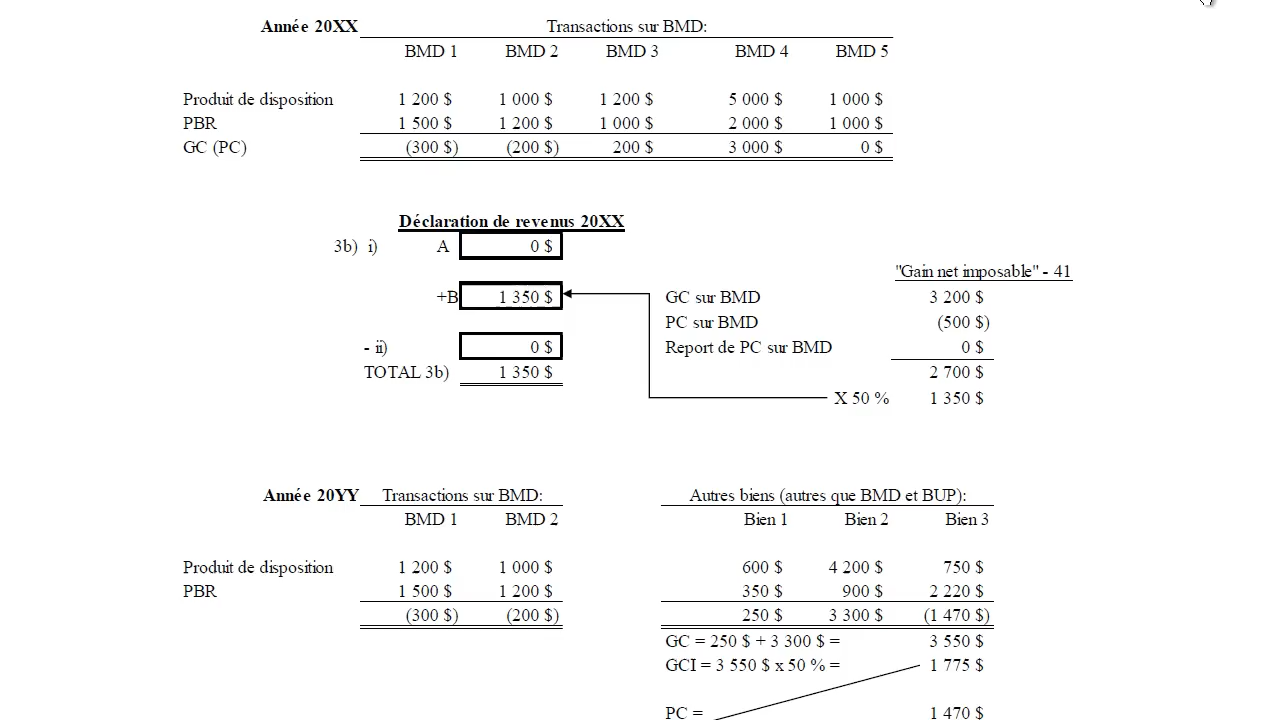 Année 20XX Transactions sur BMD:
BMD 1 BMD 2 BMD 3 BMD 4 BMD 5
Produit de disposition 1 200 $ 1 000 $ 1 200 $ 5 000 $ 1 000 $
PBR 1 500 $ 1 200 $ 1 000 $ 2 000 $ 1 000 $
GC (PC) (300 $) (200 $) 200 $ 3 000 $ 0 $
Déclaration de revenus 20XX
3b) i) A 0 $
"Gain net imposable" - 41
+B 1 350 $ GC sur BMD 3 200 $
PC sur BMD (500 $)
- ii) 0 $ Report de PC sur BMD 0 $
TOTAL 3b) 1 350 $ 2 700 $
X 50 % 1 350 $
Année 20YY Transactions sur BMD: Autres biens (autres que BMD et BUP):
BMD 1 BMD 2 Bien 1 Bien 2 Bien 3
Produit de disposition 1 200 $ 1 000 $ 600 $ 4 200 $ 750 $
PBR 1 500 $ 1 200 $ 350 $ 900 $ 2 220 $
(300 $) (200 $) 250 $ 3 300 $ (1 470 $)
GC = 250 $ + 3 300 $ = 3 550 $
GCI = 3 550 $ x 50 % = 1 775 $
PC = 1 470 $